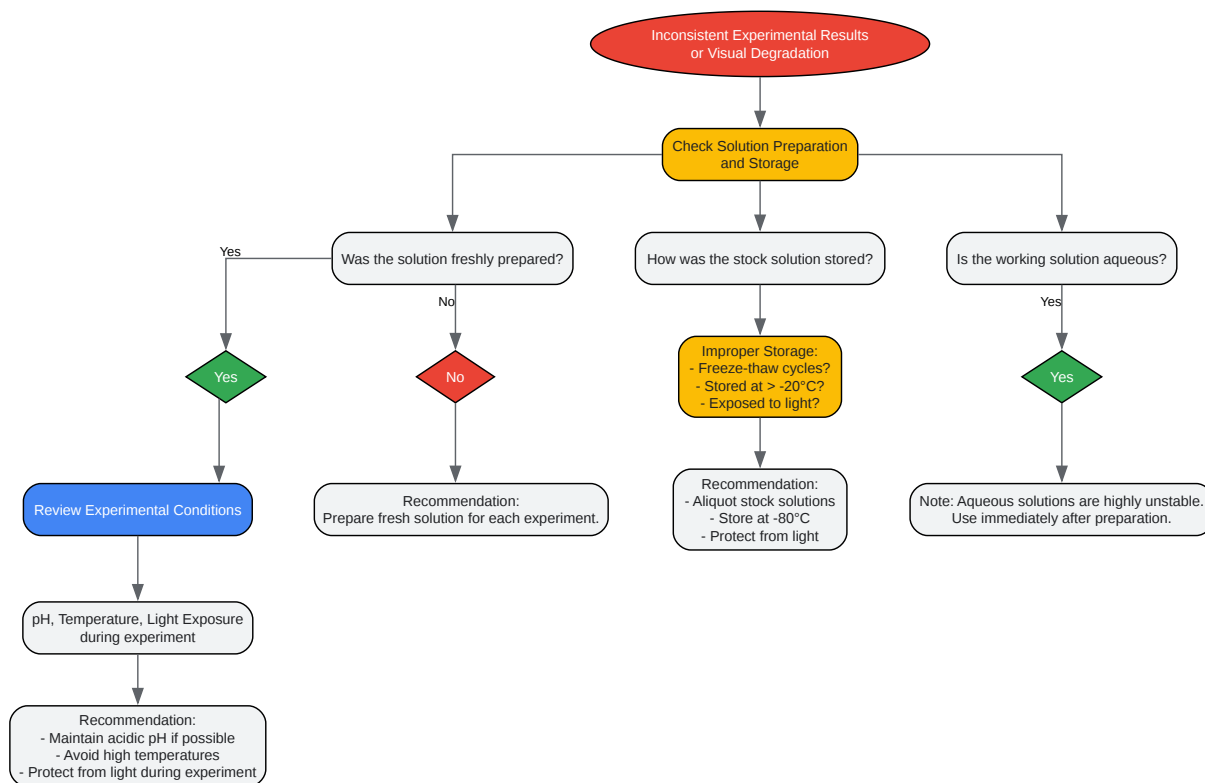 Inconsistent Experimental Results
or Visual Degradation
Check Solution Preparation
and Storage
Was the solution freshly prepared?
How was the stock solution stored?
Is the working solution aqueous?
Yes
No
Yes
Improper Storage:
- Freeze-thaw cycles?
- Stored at > -20°C?
- Exposed to light?
Yes
No
Yes
Recommendation:
- Aliquot stock solutions
- Store at -80°C
- Protect from light
Review Experimental Conditions
Recommendation:
Prepare fresh solution for each experiment.
Note: Aqueous solutions are highly unstable.
Use immediately after preparation.
pH, Temperature, Light Exposure
during experiment
Recommendation:
- Maintain acidic pH if possible
- Avoid high temperatures
- Protect from light during experiment